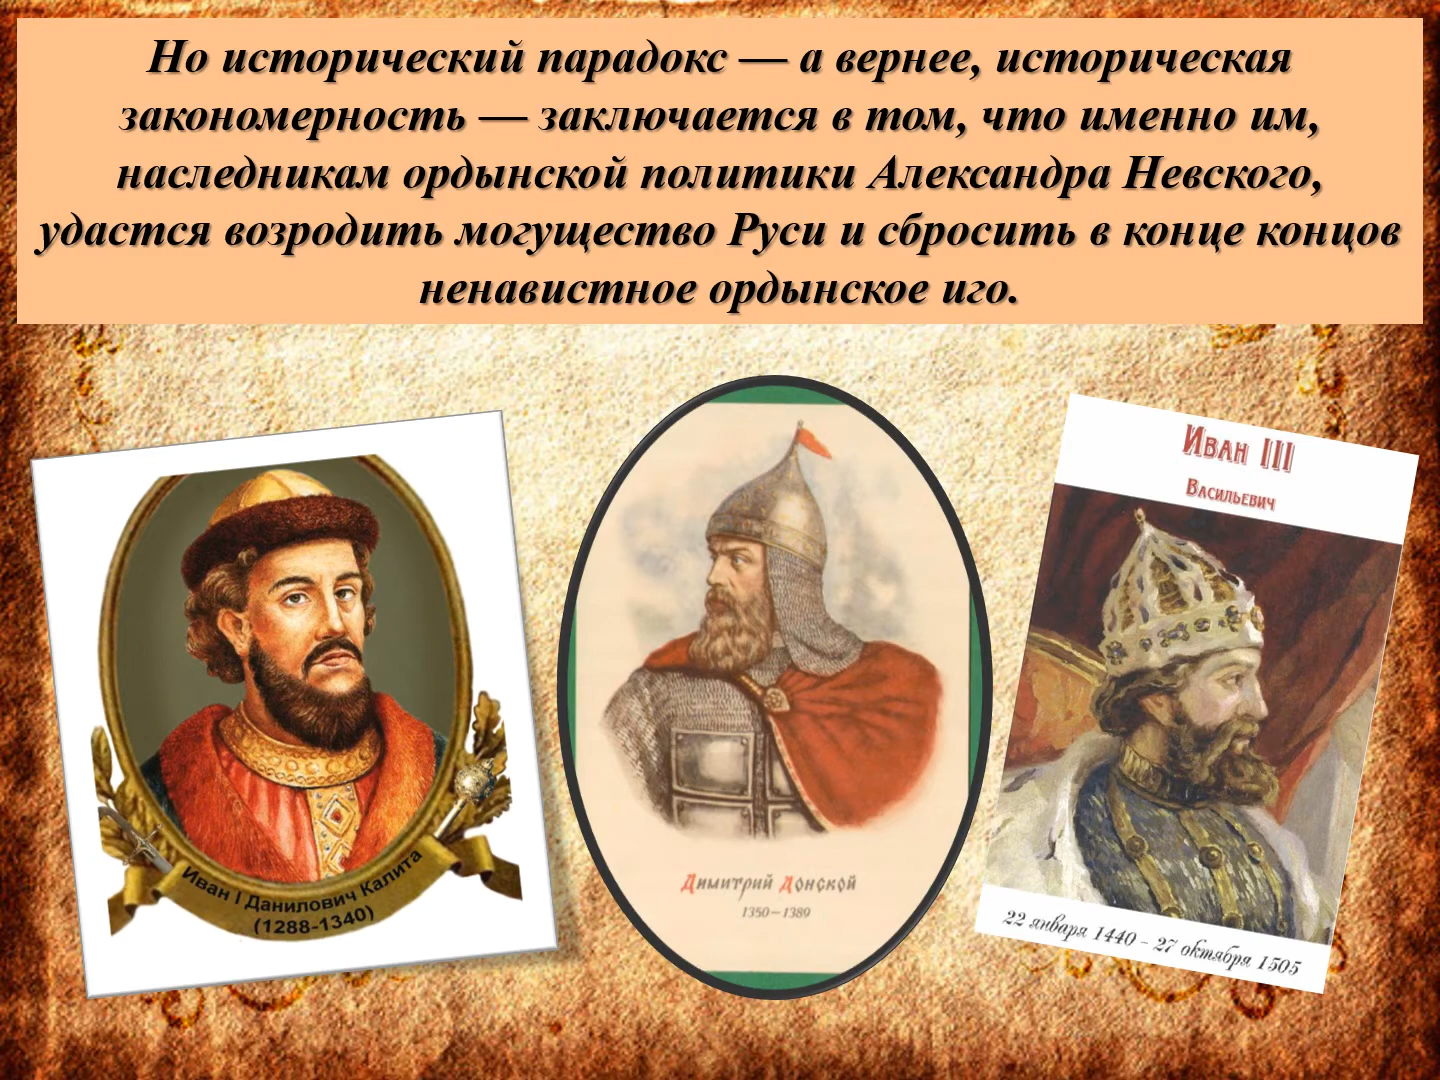 Но исторический парадокс — а вернее, историческая
закономерность — заключается в том, что именно им,
наследникам ордынской политики Александра Невского,
удастся возродить могущество Руси и сбросить в конце концов
ненавистное ордынское иго.
Иван I Данилович Калита
(1288-1340)
Димитрий Донской
1350—1389
Иван III
Васильевич
22 января 1440 - 27 октября 1505